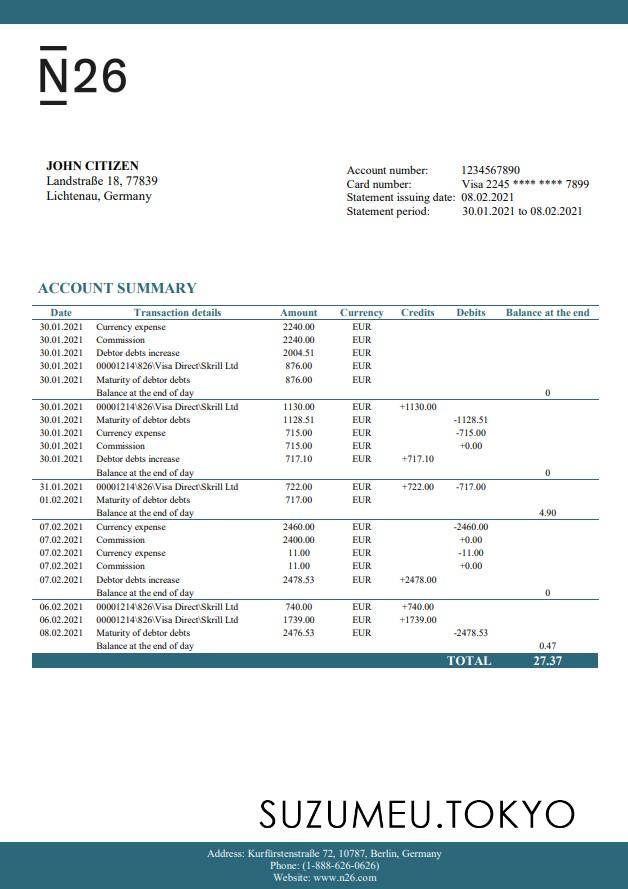 N26
JOHN CITIZEN
Landstraße 18, 77839
Lichtenau, Germany
Account number: 1234567890
Card number: Visa 2245 **** **** 7899
Statement issuing date: 08.02.2021
Statement period: 30.01.2021 to 08.02.2021
ACCOUNT SUMMARY
Date Transaction details Amount Currency Credits Debits Balance at the end
30.01.2021 Currency expense 2240.00 EUR
30.01.2021 Commission 2240.00 EUR
30.01.2021 Debtor debts increase 2004.51 EUR
30.01.2021 00001214\826\Visa Direct\Skrill Ltd 876.00 EUR
30.01.2021 Maturity of debtor debts 876.00 EUR
Balance at the end of day 0
30.01.2021 00001214\826\Visa Direct\Skrill Ltd 1130.00 EUR +1130.00
30.01.2021 Maturity of debtor debts 1128.51 EUR -1128.51
30.01.2021 Currency expense 715.00 EUR -715.00
30.01.2021 Commission 715.00 EUR +0.00
30.01.2021 Debtor debts increase 717.10 EUR +717.10
Balance at the end of day 0
31.01.2021 00001214\826\Visa Direct\Skrill Ltd 722.00 EUR +722.00 -717.00
01.02.2021 Maturity of debtor debts 717.00 EUR
Balance at the end of day 4.90
07.02.2021 Currency expense 2460.00 EUR -2460.00
07.02.2021 Commission 2400.00 EUR +0.00
07.02.2021 Currency expense 11.00 EUR -11.00
07.02.2021 Commission 11.00 EUR +0.00
07.02.2021 Debtor debts increase 2478.53 EUR +2478.00
Balance at the end of day 0
06.02.2021 00001214\826\Visa Direct\Skrill Ltd 740.00 EUR +740.00
06.02.2021 00001214\826\Visa Direct\Skrill Ltd 1739.00 EUR +1739.00
08.02.2021 Maturity of debtor debts 2476.53 EUR -2478.53
Balance at the end of day 0.47
TOTAL 27.37
SUZUMEU.TOKYO
Address: Kurfürstenstraße 72, 10787, Berlin, Germany
Phone: (1-888-626-0626)
Website: www.n26.com